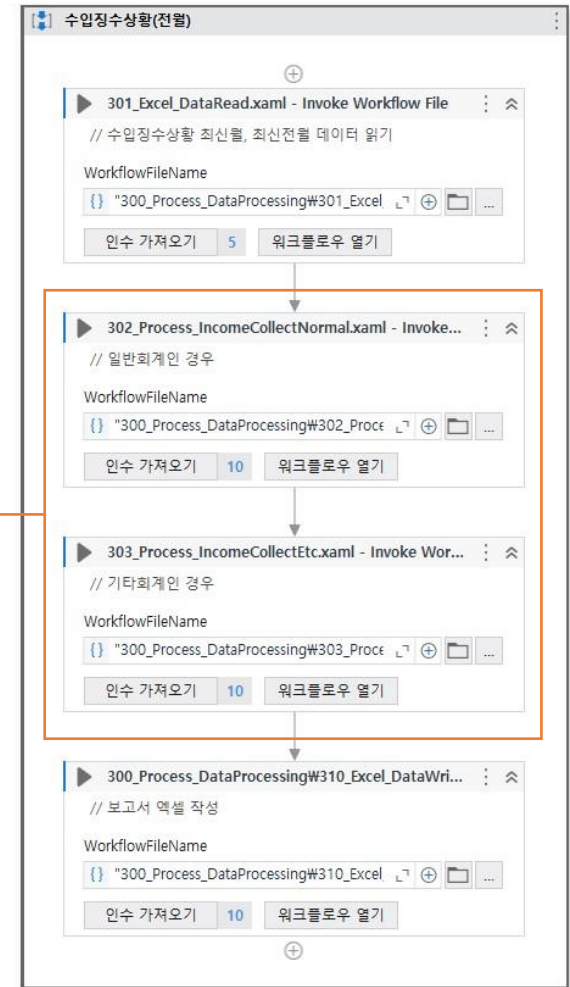 수입징수상황(전월)
301_Excel_DataRead.xaml - Invoke Workflow File
// 수입징수상황 최신월, 최신전월 데이터 읽기
WorkflowFileName
{} "300_Process_DataProcessing₩301_Excel ...
인수 가져오기 5 워크플로우 열기
302_Process_IncomeCollectNormal.xaml - Invoke...
// 일반회계인 경우
WorkflowFileName
{} "300_Process_DataProcessing₩302_Proce ...
인수 가져오기 10 워크플로우 열기
303_Process_IncomeCollectEtc.xaml - Invoke Wor...
// 기타회계인 경우
WorkflowFileName
{} "300_Process_DataProcessing₩303_Proce ...
인수 가져오기 10 워크플로우 열기
300_Process_DataProcessing₩310_Excel_DataWri...
// 보고서 엑셀 작성
WorkflowFileName
{} "300_Process_DataProcessing₩310_Excel ...
인수 가져오기 10 워크플로우 열기